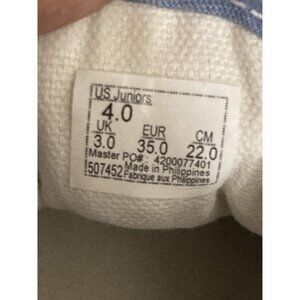 US Juniors
4.0
UK EUR CM
3.0 35.0 22.0
Master PO# : 4200077401
Made in Philippines
507452 Fabrique aux Philippines